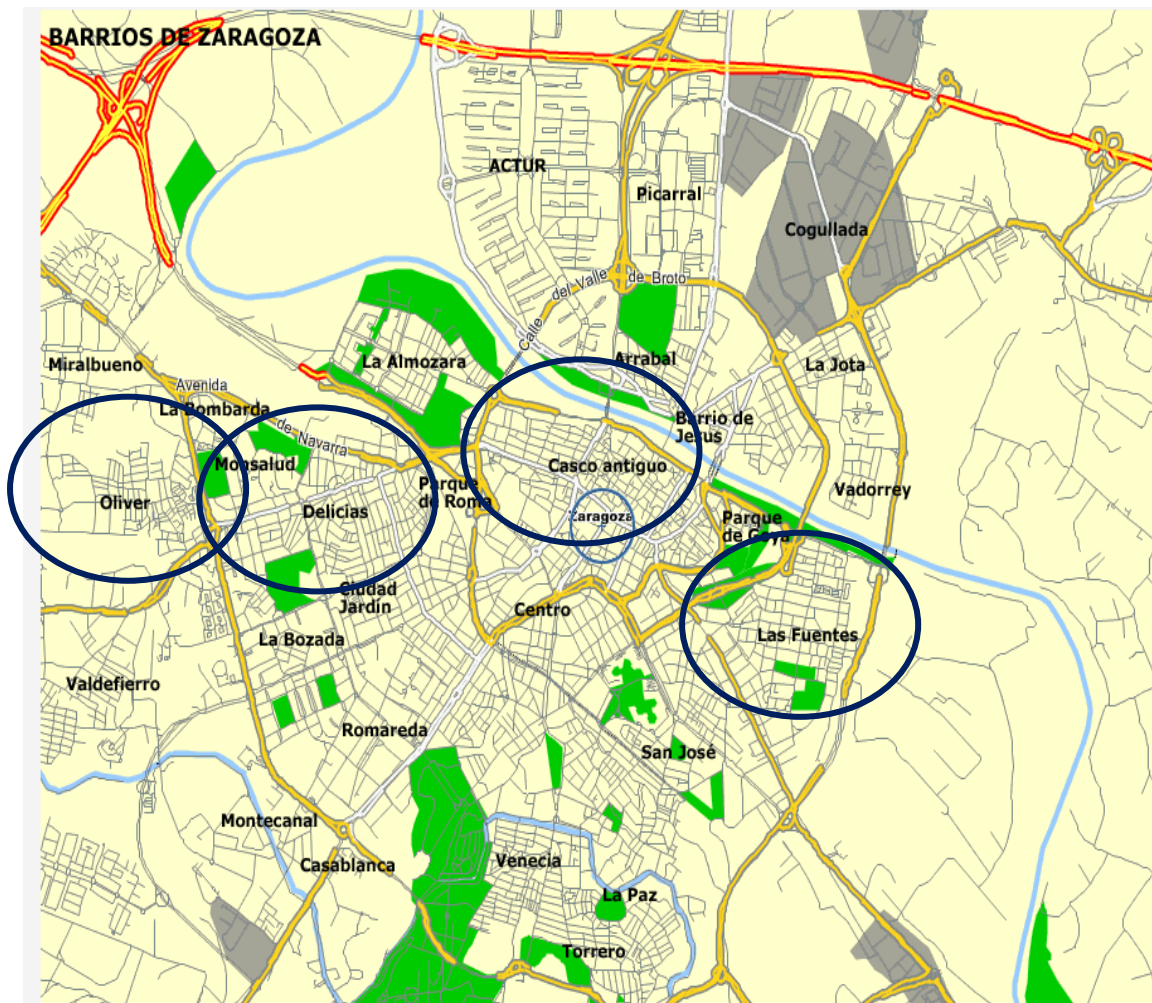 BARRIOS DE ZARAGOZA
ACTUR
Picarral
Cogullada
Calle
del Valle
de Broto
Miralbueno
La Almozara
Arrabal
La Jota
Avenida
La Bombarda
de Navarra
Barrio de
Jesus
Monsalud
Casco antiguo
Oliver
Delicias
Parque
de Roma
Zaragoza
Vadorrey
Parque
de Goya
Ciudad
Jardín
Centro
La Bozada
Las Fuentes
Valdefierro
Romareda
San José
Montecanal
Casablanca
Venecia
La Paz
Torrero